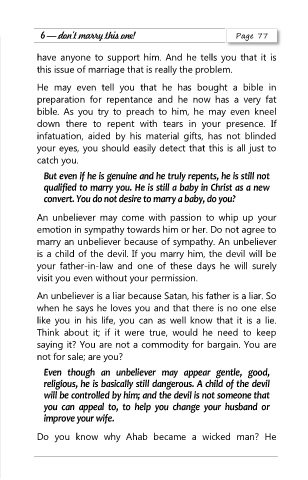 6 — don't marry this one!
Page 77
have anyone to support him. And he tells you that it is
this issue of marriage that is really the problem.
He may even tell you that he has bought a bible in
preparation for repentance and he now has a very fat
bible. As you try to preach to him, he may even kneel
down there to repent with tears in your presence. If
infatuation, aided by his material gifts, has not blinded
your eyes, you should easily detect that this is all just to
catch you.
But even if he is genuine and he truly repents, he is still not
qualified to marry you. He is still a baby in Christ as a new
convert. You do not desire to marry a baby, do you?
An unbeliever may come with passion to whip up your
emotion in sympathy towards him or her. Do not agree to
marry an unbeliever because of sympathy. An unbeliever
is a child of the devil. If you marry him, the devil will be
your father-in-law and one of these days he will surely
visit you even without your permission.
An unbeliever is a liar because Satan, his father is a liar. So
when he says he loves you and that there is no one else
like you in his life, you can as well know that it is a lie.
Think about it; if it were true, would he need to keep
saying it? You are not a commodity for bargain. You are
not for sale; are you?
Even though an unbeliever may appear gentle, good,
religious, he is basically still dangerous. A child of the devil
will be controlled by him; and the devil is not someone that
you can appeal to, to help you change your husband or
improve your wife.
Do you know why Ahab became a wicked man? He